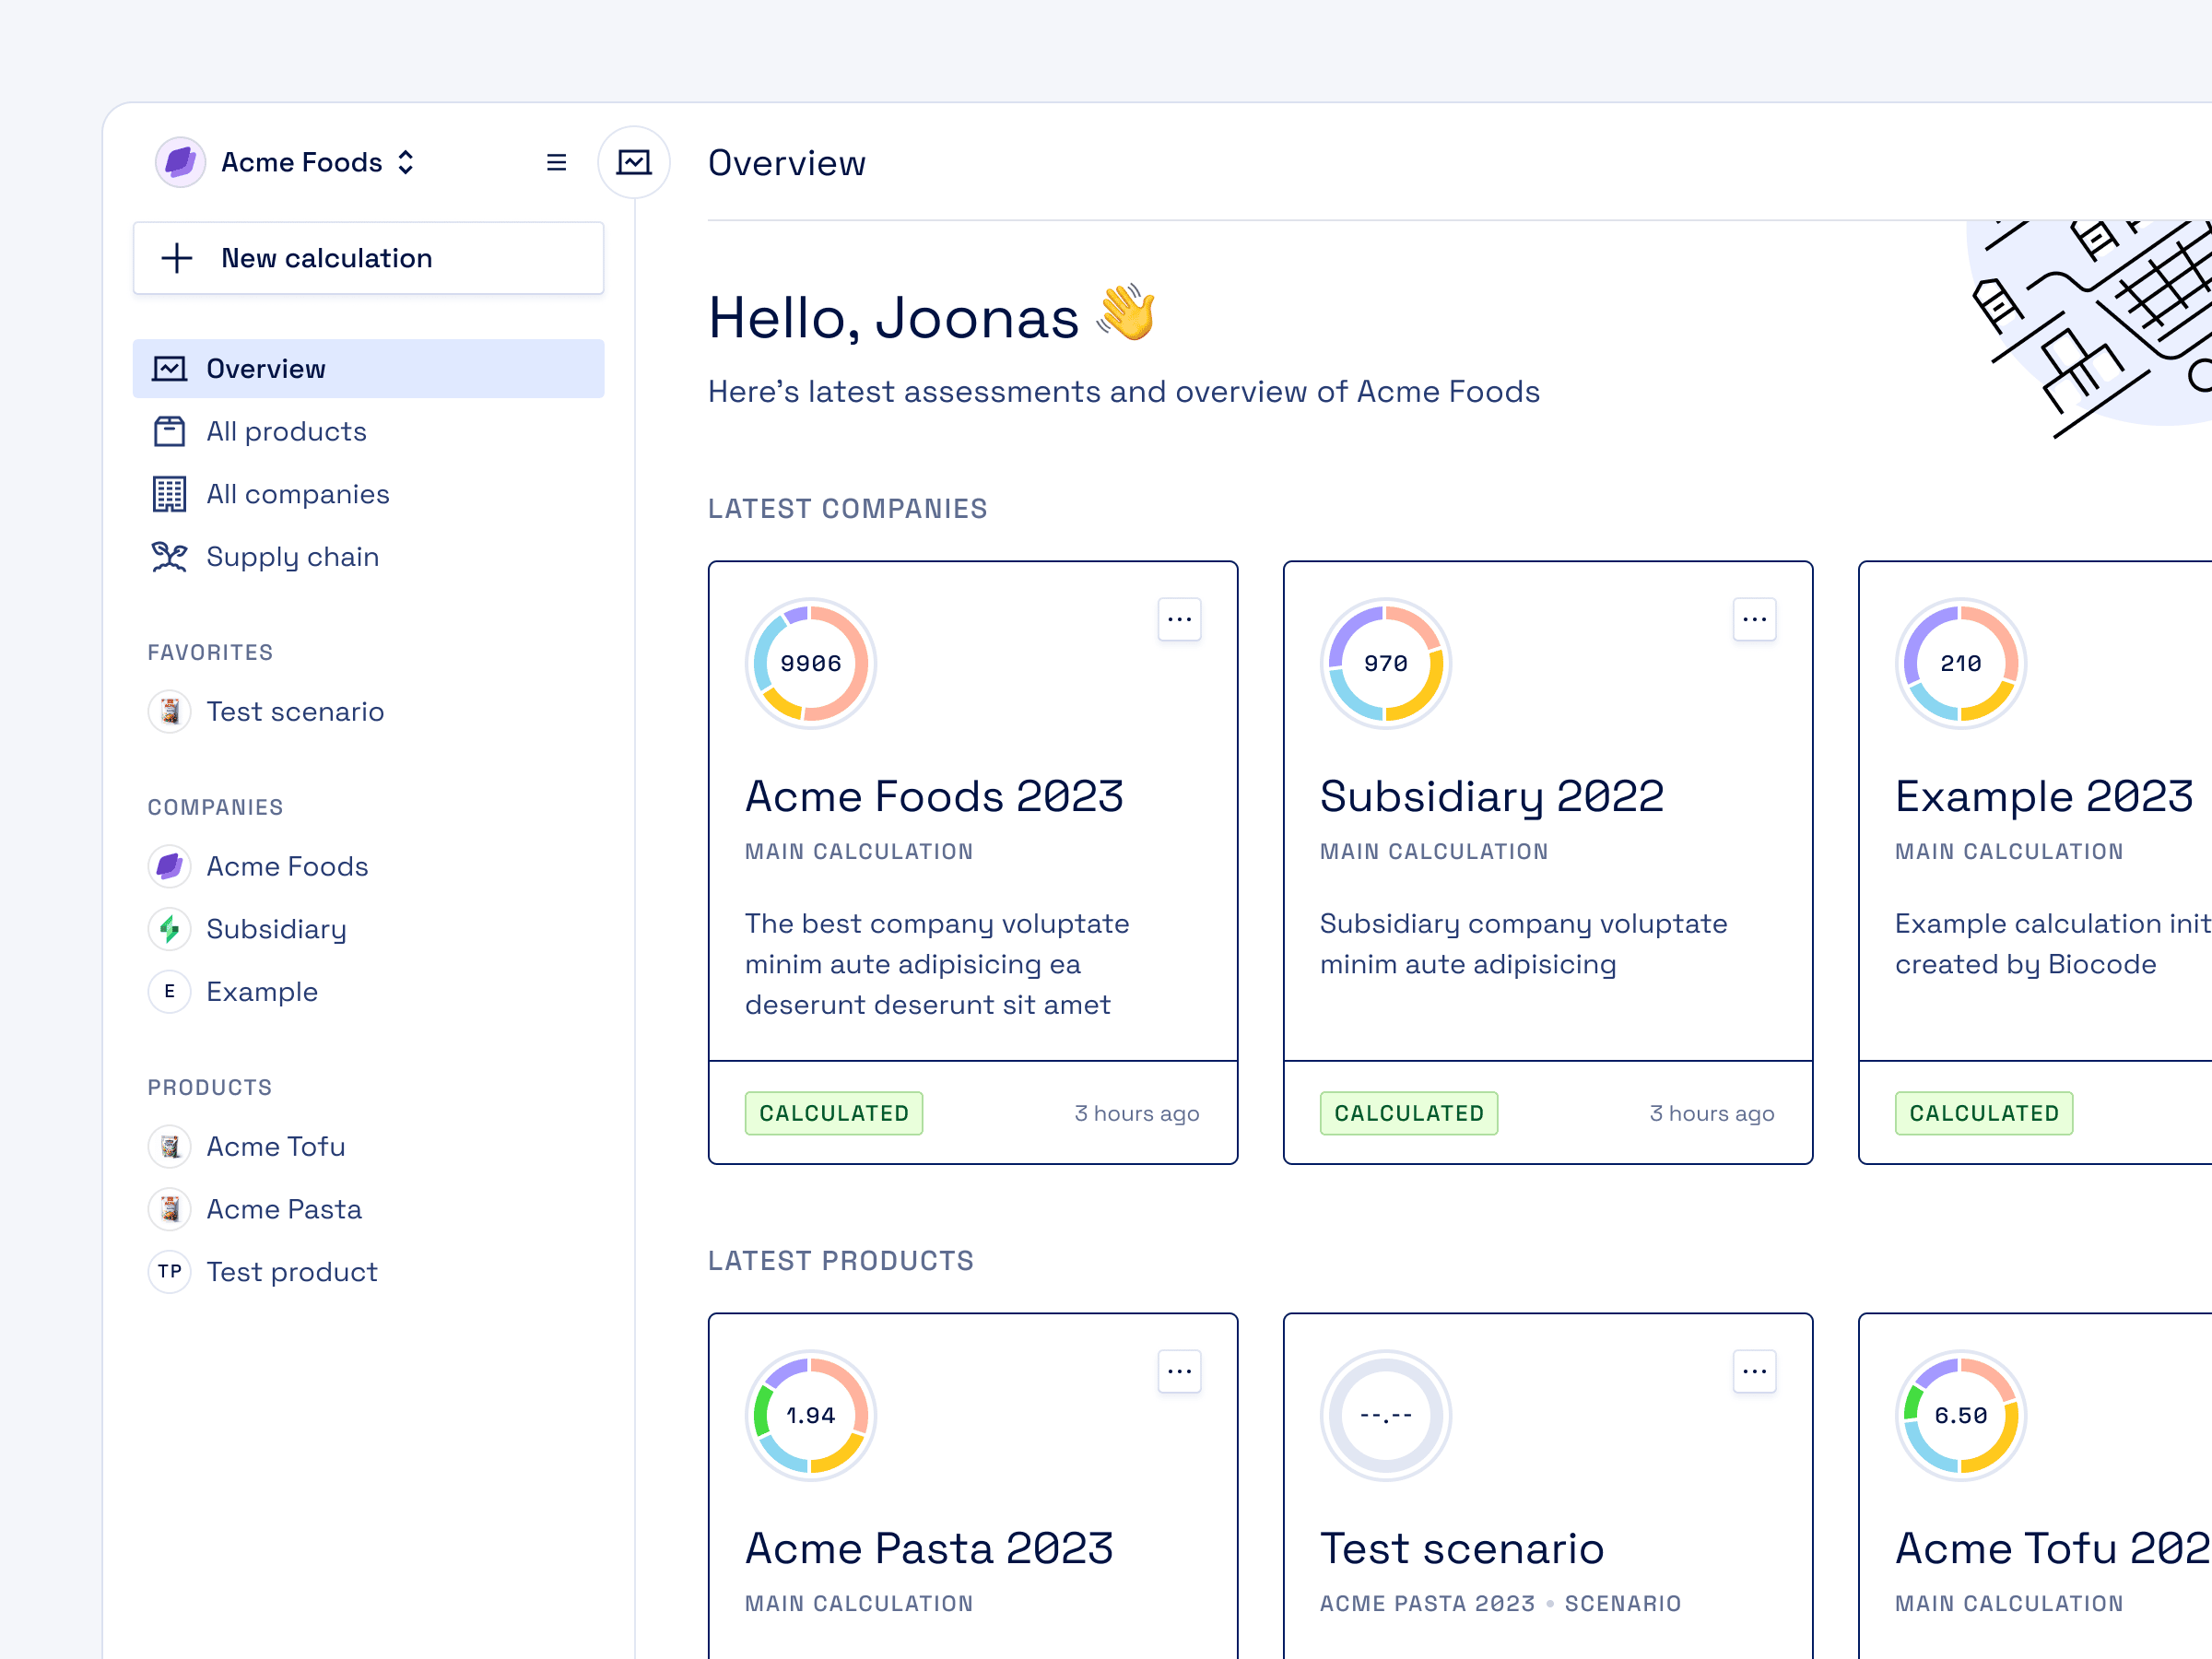 Acme Foods
New calculation
Overview
All products
All companies
Supply chain
FAVORITES
Test scenario
COMPANIES
Acme Foods
Subsidiary
E Example
PRODUCTS
Acme Tofu
Acme Pasta
TP Test product
Overview
Hello, Joonas 👋
Here's latest assessments and overview of Acme Foods
LATEST COMPANIES
9906
Acme Foods 2023
MAIN CALCULATION
The best company voluptate
minim aute adipisicing ea
deserunt deserunt sit amet
CALCULATED 3 hours ago
970
Subsidiary 2022
MAIN CALCULATION
Subsidiary company voluptate
minim aute adipisicing
CALCULATED 3 hours ago
210
Example 2023
MAIN CALCULATION
Example calculation init
created by Biocode
CALCULATED
LATEST PRODUCTS
1.94
Acme Pasta 2023
MAIN CALCULATION
--.--
Test scenario
ACME PASTA 2023 • SCENARIO
6.50
Acme Tofu 202
MAIN CALCULATION